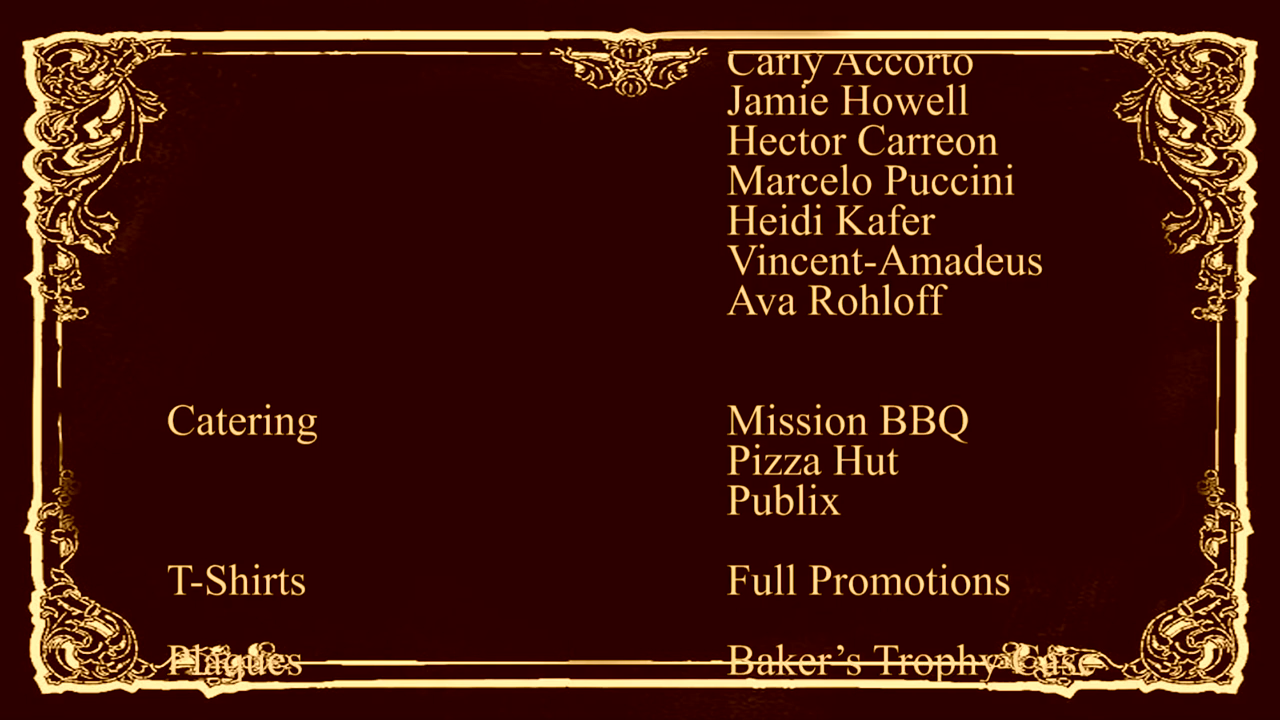 Carly Accorto
Jamie Howell
Hector Carreon
Marcelo Puccini
Heidi Kafer
Vincent-Amadeus
Ava Rohloff
Catering Mission BBQ
Pizza Hut
Publix
T-Shirts Full Promotions
Plaques Baker’s Trophy Case